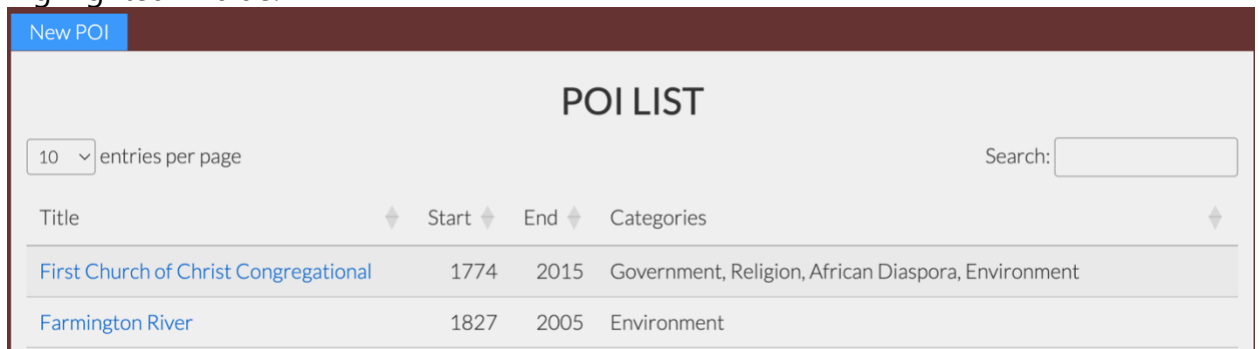 New POI
POI LIST
10 entries per page Search:
Title Start End Categories
First Church of Christ Congregational 1774 2015 Government, Religion, African Diaspora, Environment
Farmington River 1827 2005 Environment